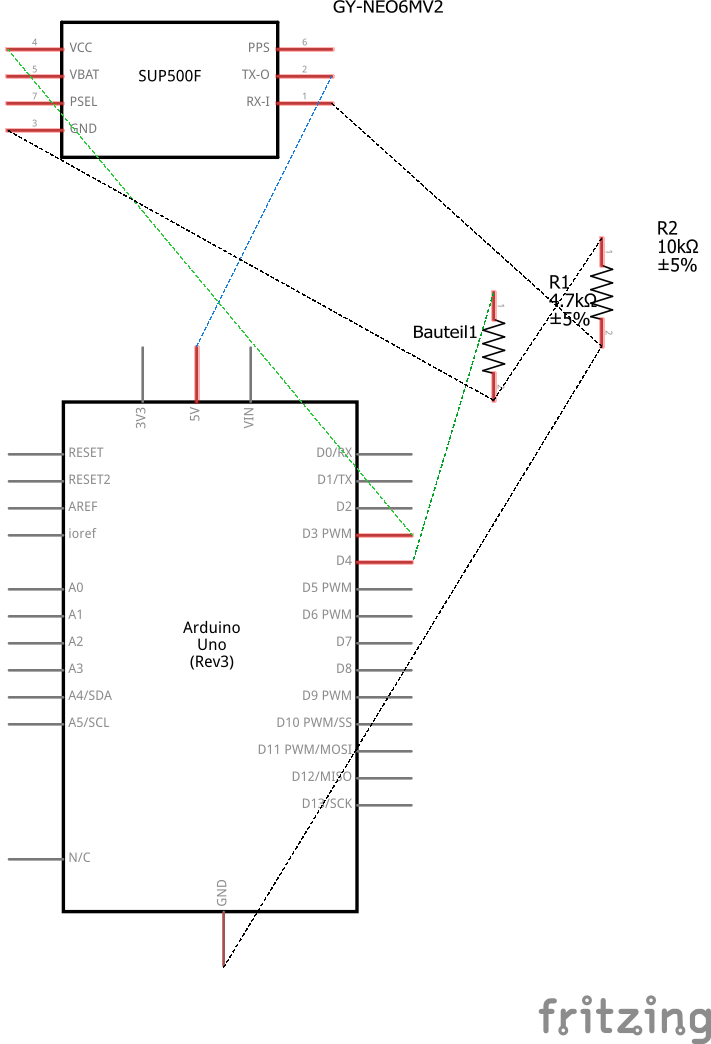 GY-NEO6MV2
4 VCC PPS 6
5 VBAT SUP500F TX-O 2
7 PSEL RX-I 1
3 GND
R2
10kΩ
±5%
1
2
R1
4.7kΩ
±5%
1
Bauteil1
3V3 5V VIN
RESET D0/RX
RESET2 D1/TX
AREF D2
ioref D3 PWM
D4
A0 D5 PWM
A1 D6 PWM
Arduino
Uno
(Rev3)
A2 D7
A3 D8
A4/SDA D9 PWM
A5/SCL D10 PWM/SS
D11 PWM/MOSI
D12/MISO
D13/SCK
N/C
GND
fritzing